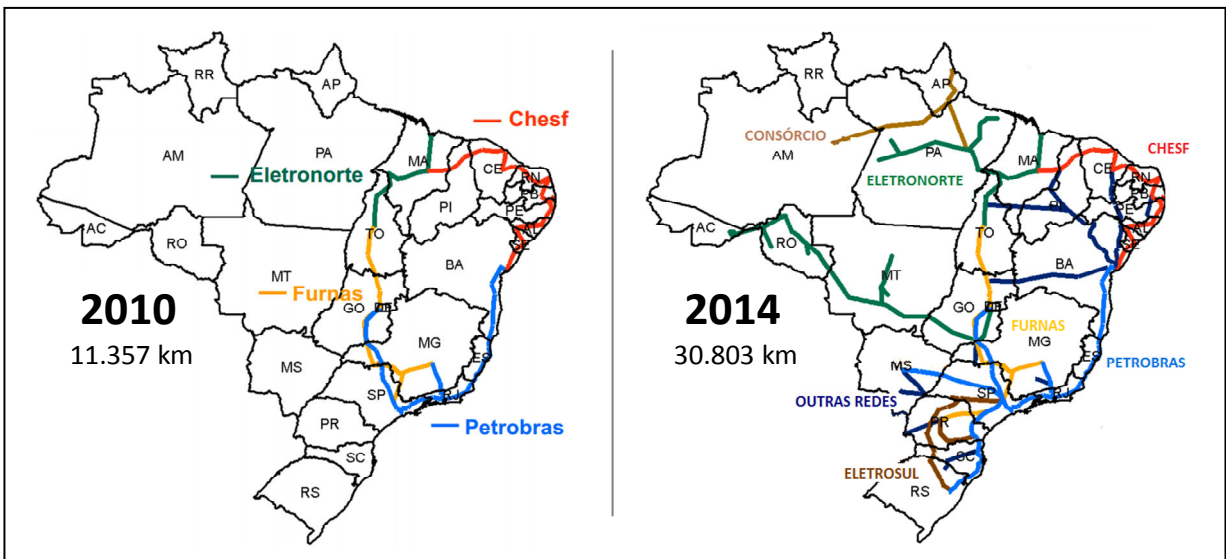 RR
AP
Chesf
AM
PA
MA
CE
Eletronorte
PI
PE
AC
RO
TO
SE
BA
MT
Furnas
GO
DF
2010
11.357 km
MG
ES
MS
SP
RJ
Petrobras
PR
SC
RS
RR
AP
CONSÓRCIO
AM
PA
MA
CE
CHESF
RN
PB
ELETRONORTE
PE
AC
RO
TO
SE
MT
BA
2014
30.803 km
GO
DF
FURNAS
MG
ES
PETROBRAS
MS
OUTRAS REDES
SP
RJ
PR
SC
ELETROSUL
RS